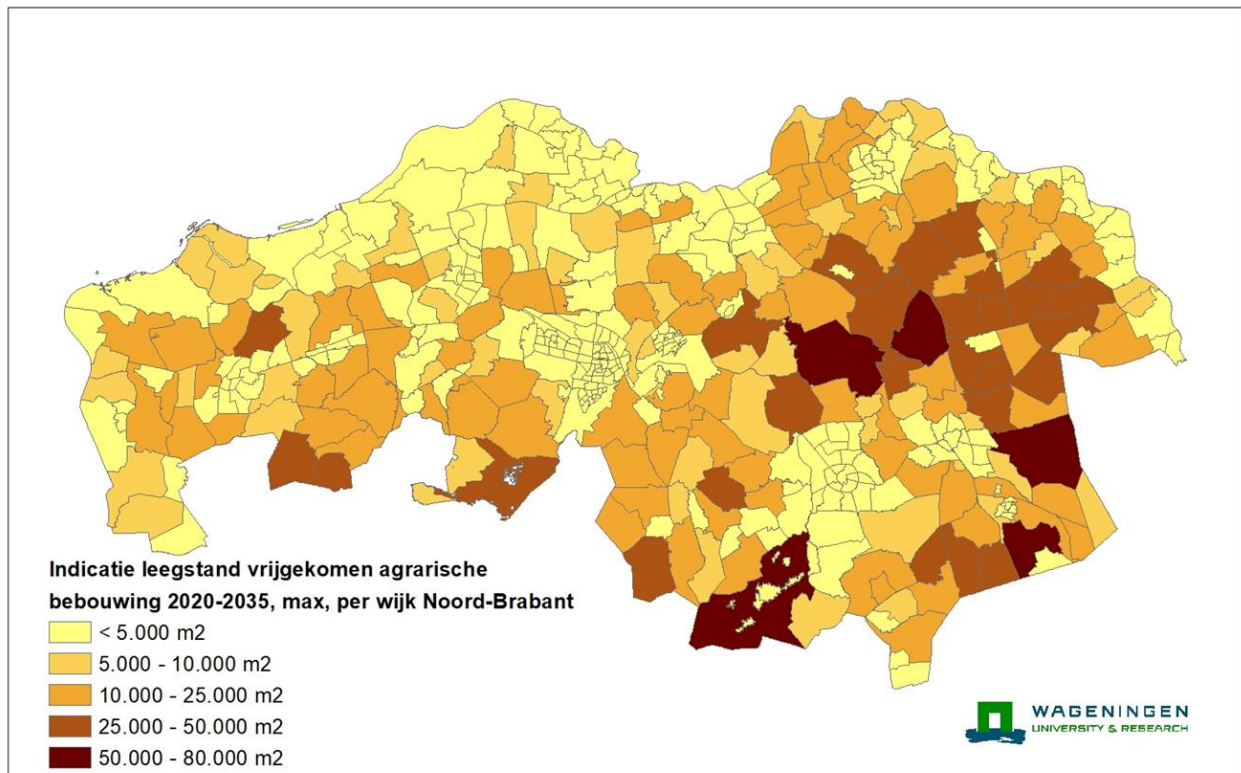 Indicatie leegstand vrijgekomen agrarische
bebouwing 2020-2035, max, per wijk Noord-Brabant
< 5.000 m2
5.000 - 10.000 m2
10.000 - 25.000 m2
25.000 - 50.000 m2
50.000 - 80.000 m2
WAGENINGEN
UNIVERSITY & RESEARCH